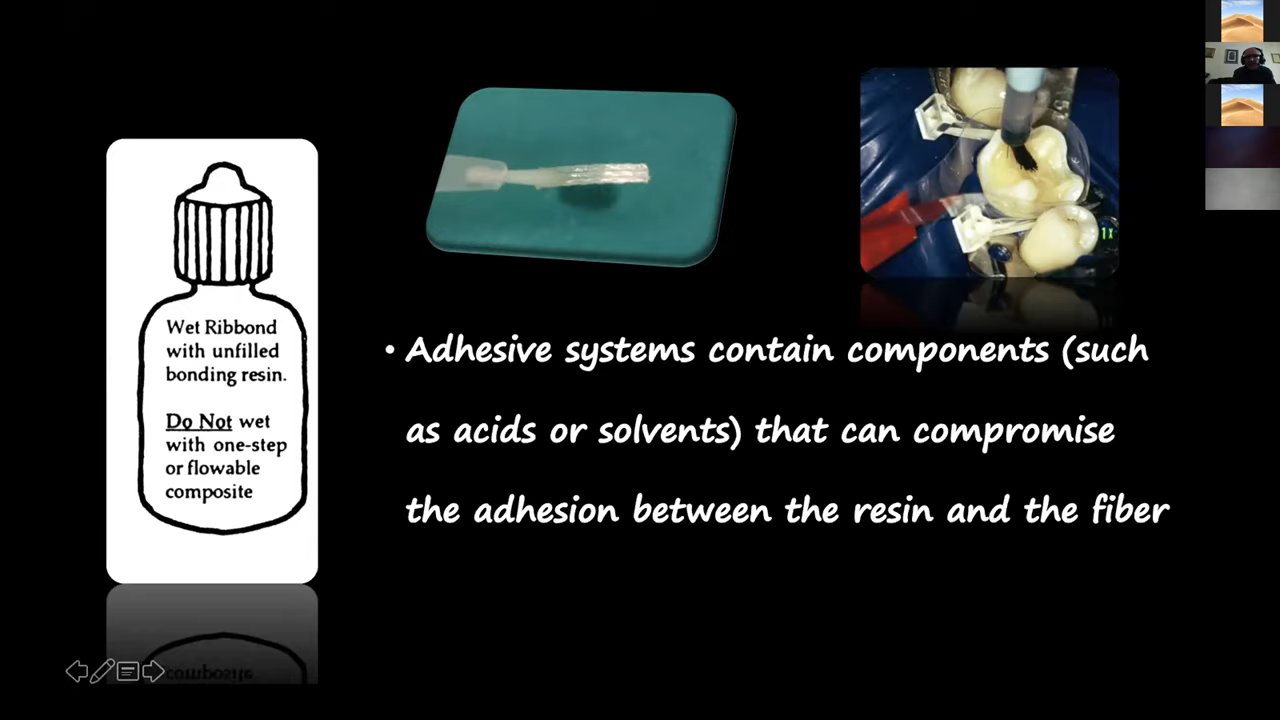 Wet Ribbond
with unfilled
bonding resin.
Do Not wet
with one-step
or flowable
composite
• Adhesive systems contain components (such
as acids or solvents) that can compromise
the adhesion between the resin and the fiber